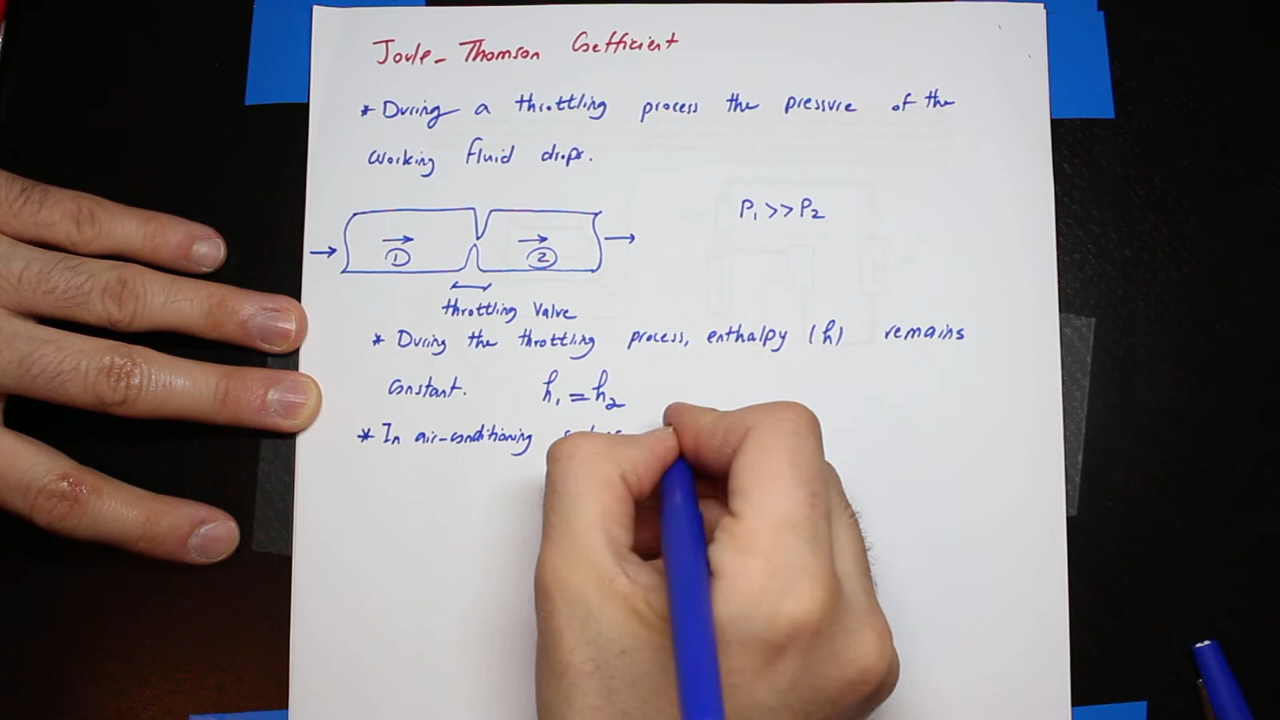 Joule-Thomson Coefficient
* During a throttling process the pressure of the
working fluid drops.
P₁ >> P₂
→ ① → ② →
throttling Valve
* During the throttling process, enthalpy (h) remains
constant. h₁ = h₂
* In air-conditioning